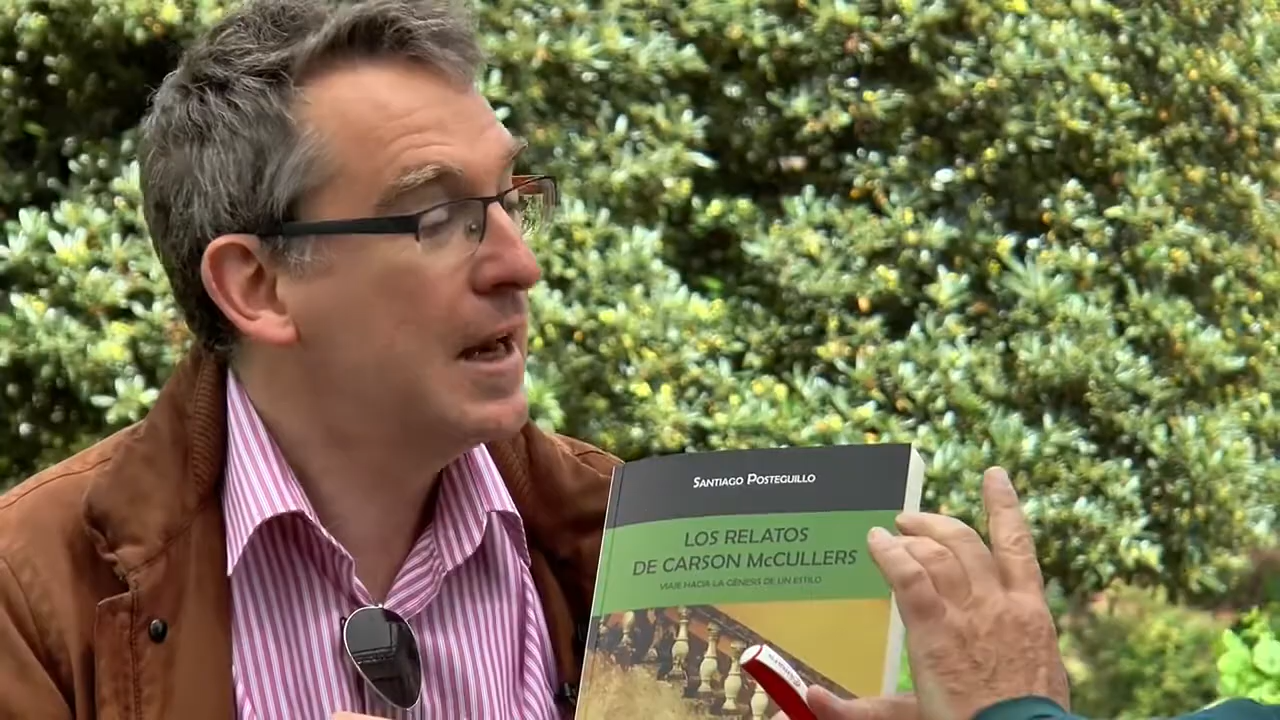 SANTIAGO POSTEGUILLO
LOS RELATOS
DE CARSON McCULLERS
VIAJE HACIA LA GÉNESIS DE UN ESTILO